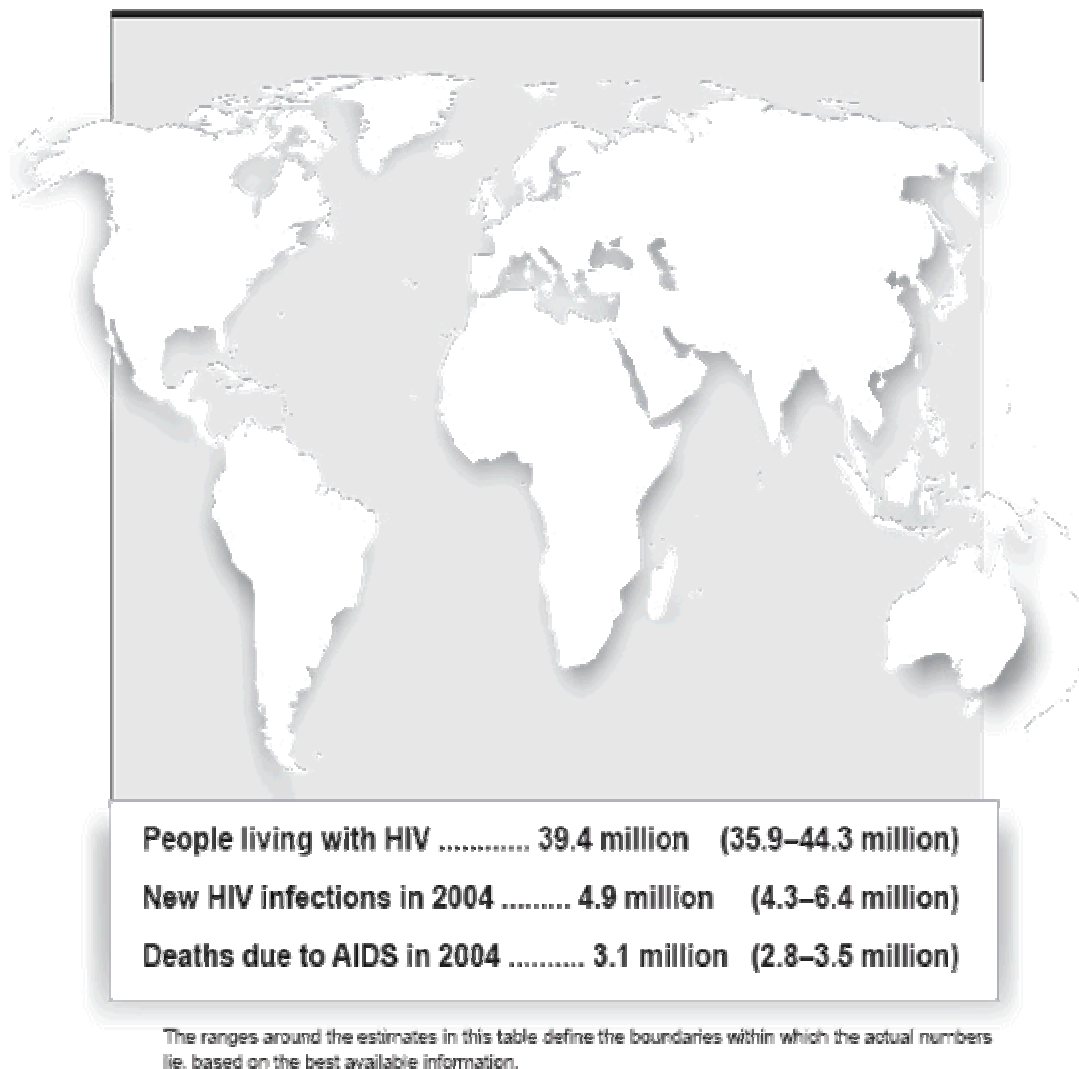 People living with HIV ............ 39.4 million (35.9–44.3 million)
New HIV infections in 2004 ......... 4.9 million (4.3–6.4 million)
Deaths due to AIDS in 2004 .......... 3.1 million (2.8–3.5 million)
The ranges around the estimates in this table define the boundaries within which the actual numbers
lie, based on the best available information.